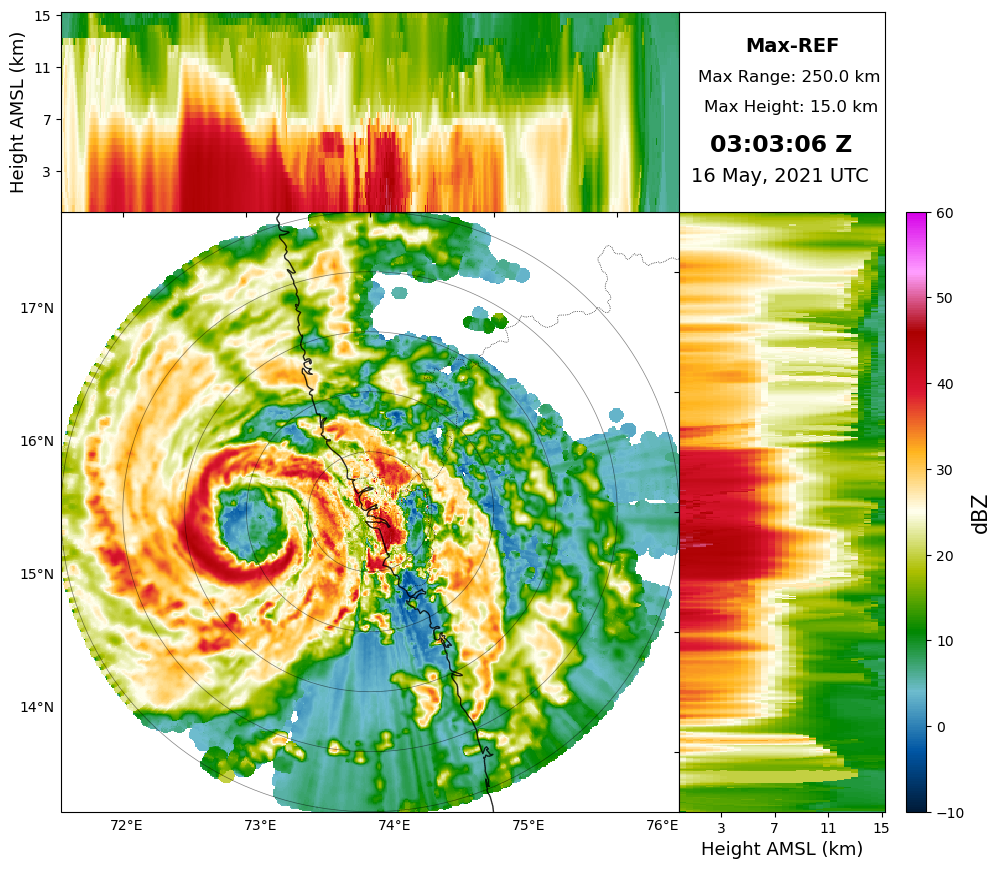 Height AMSL (km)
15
11
7
3
Max-REF
Max Range: 250.0 km
Max Height: 15.0 km
03:03:06 Z
16 May, 2021 UTC
17°N
16°N
15°N
14°N
72°E
73°E
74°E
75°E
76°E
3
7
11
15
Height AMSL (km)
60
50
40
30
20
10
0
−10
dBZ